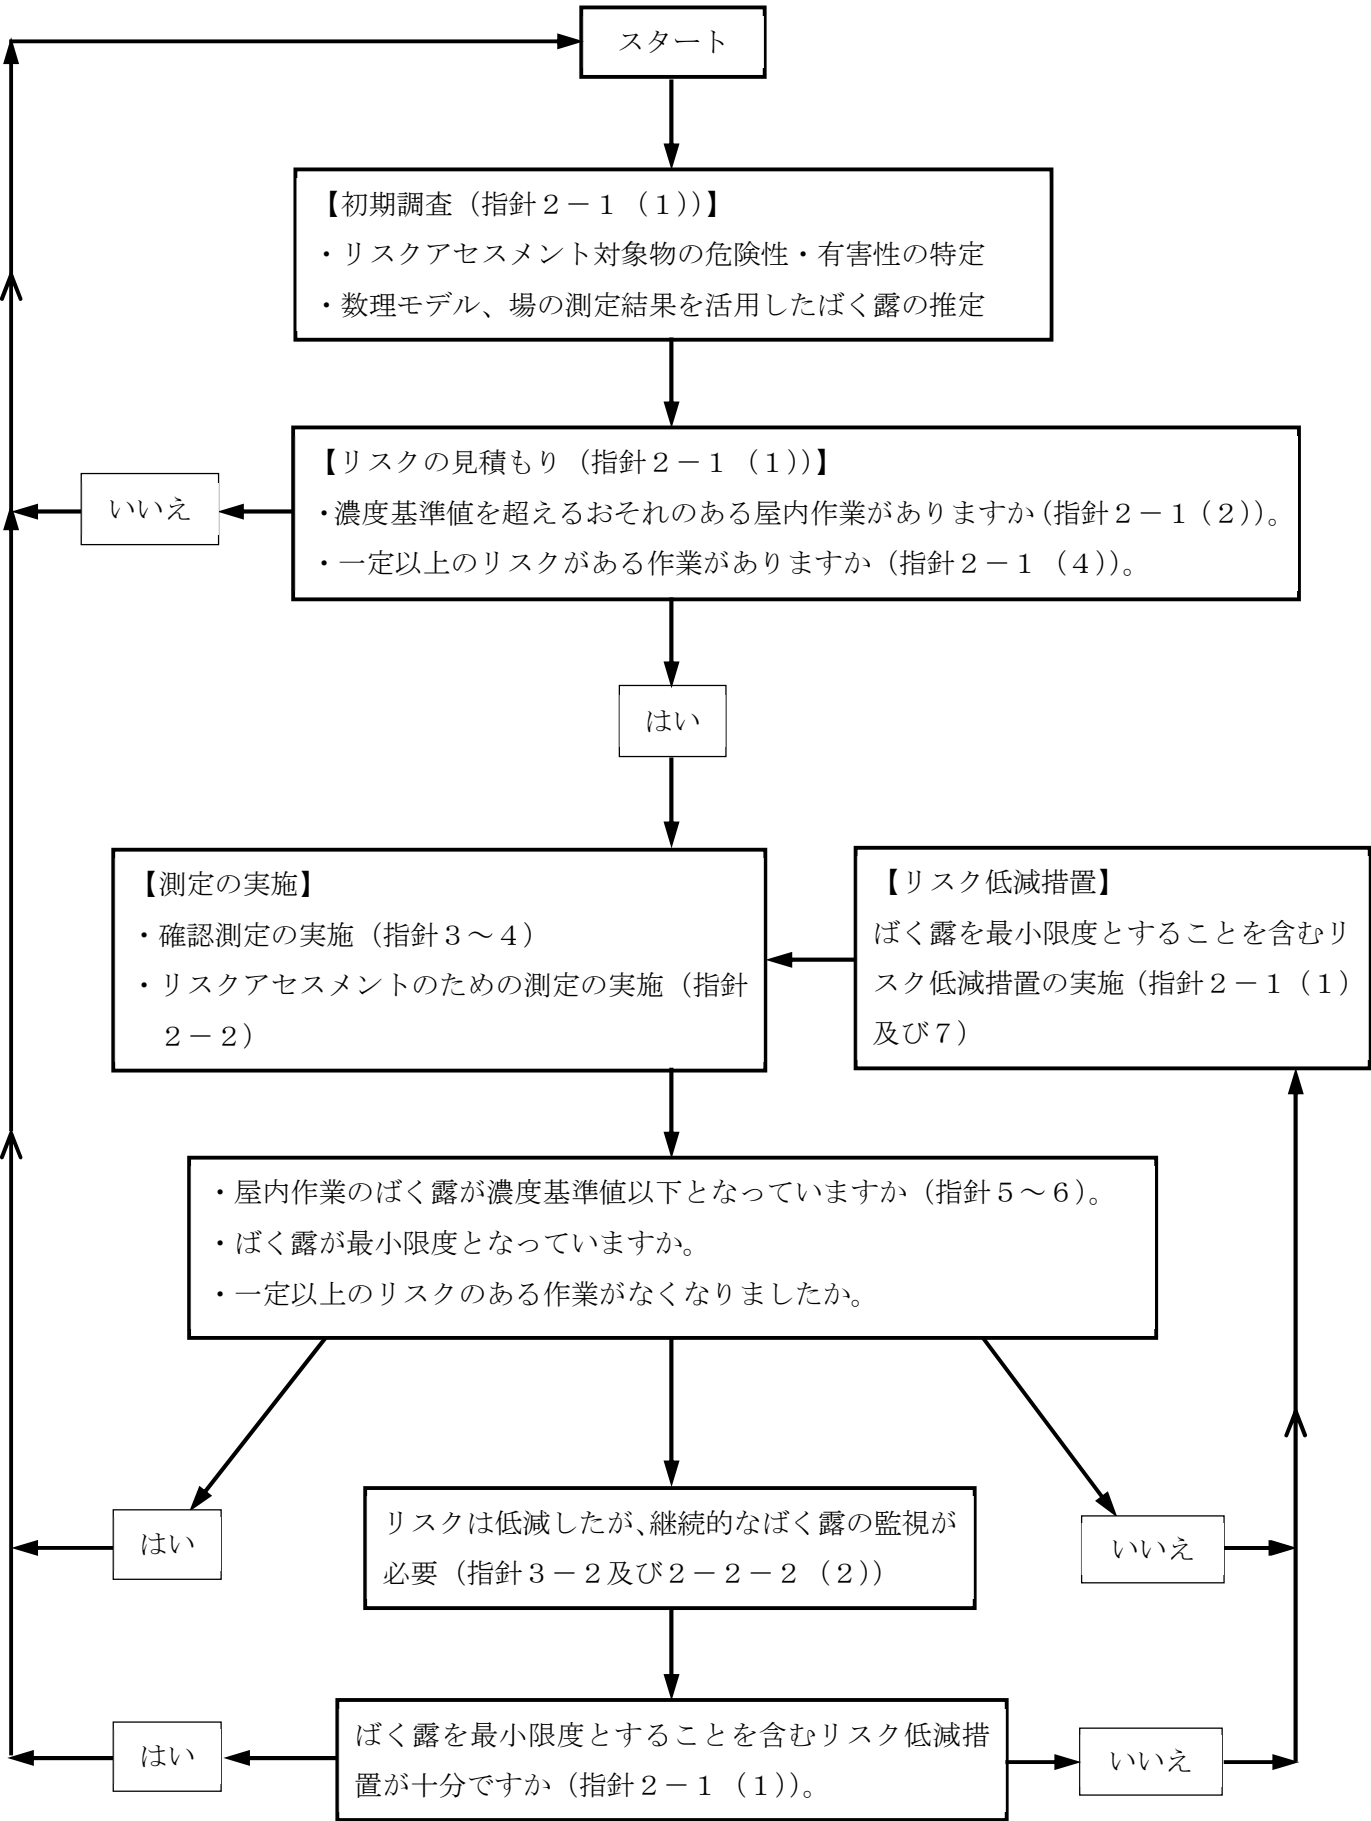 スタート
【初期調査（指針２－１（１））】
・リスクアセスメント対象物の危険性・有害性の特定
・数理モデル、場の測定結果を活用したばく露の推定
【リスクの見積もり（指針２－１（１））】
・濃度基準値を超えるおそれのある屋内作業がありますか（指針２－１（２））。
・一定以上のリスクがある作業がありますか（指針２－１（４））。
いいえ
はい
【測定の実施】
・確認測定の実施（指針３～４）
・リスクアセスメントのための測定の実施（指針
２－２）
【リスク低減措置】
ばく露を最小限度とすることを含むリ
スク低減措置の実施（指針２－１（１）
及び７）
・屋内作業のばく露が濃度基準値以下となっていますか（指針５～６）。
・ばく露が最小限度となっていますか。
・一定以上のリスクのある作業がなくなりましたか。
はい
リスクは低減したが、継続的なばく露の監視が
必要（指針３－２及び２－２－２（２））
いいえ
はい
ばく露を最小限度とすることを含むリスク低減措
置が十分ですか（指針２－１（１））。
いいえ